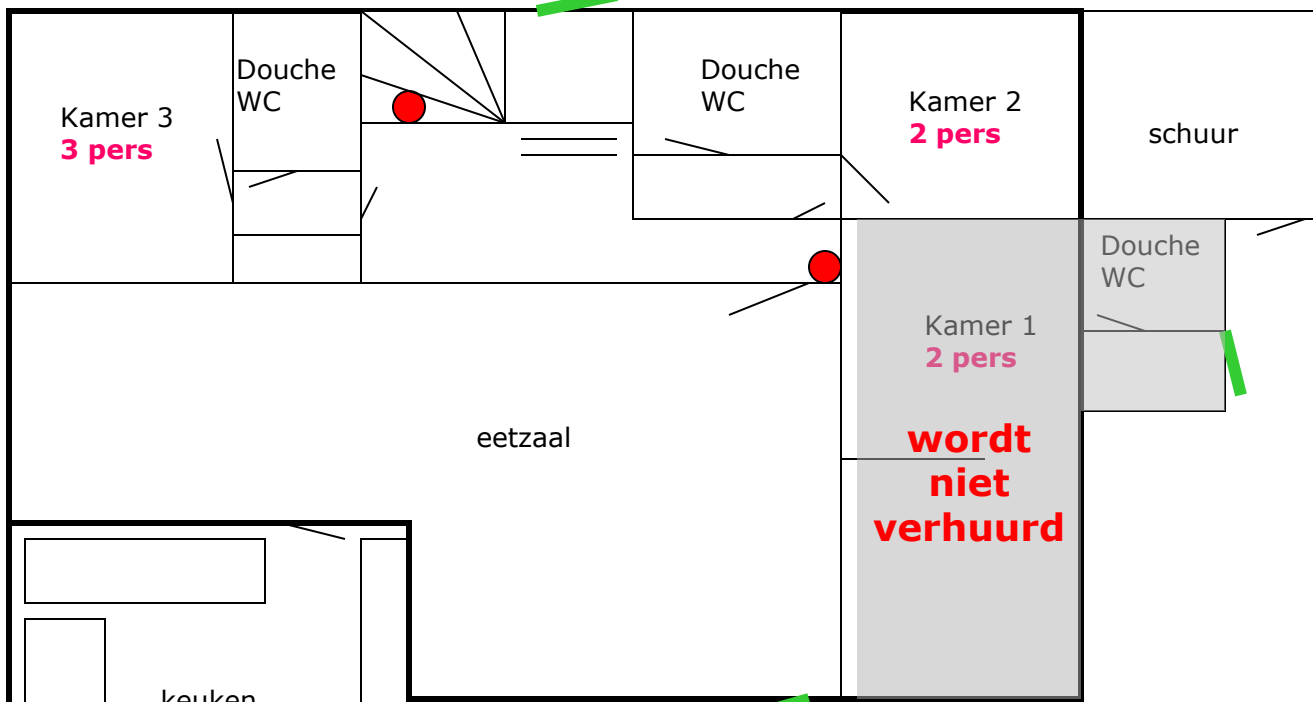 Kamer 3
3 pers
Douche
WC
Douche
WC
Kamer 2
2 pers
schuur
Douche
WC
Kamer 1
2 pers
eetzaal
wordt
niet
verhuurd
keuken